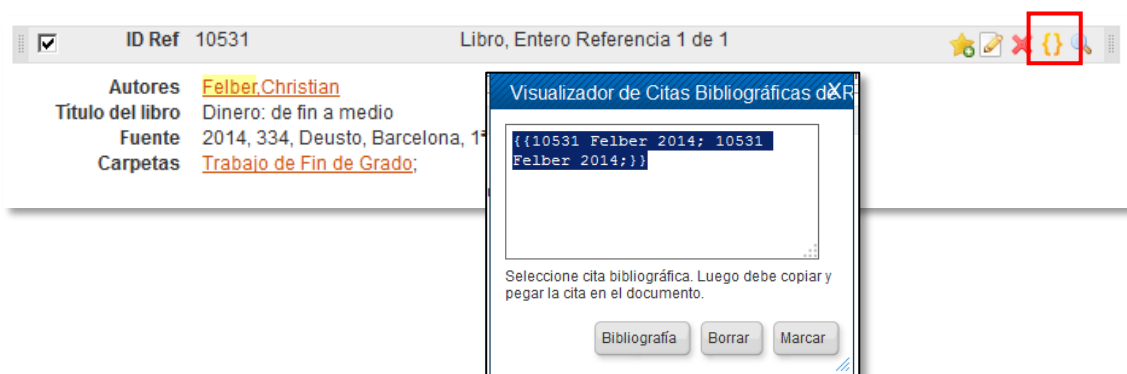 ID Ref 10531 Libro, Entero Referencia 1 de 1 {}
Autores Felber,Christian
Título del libro Dinero: de fin a medio
Fuente 2014, 334, Deusto, Barcelona,
Carpetas Trabajo de Fin de Grado;
Visualizador de Citas Bibliográficas de X
{{10531 Felber 2014; 10531
Felber 2014;}}
Seleccione cita bibliográfica. Luego debe copiar y
pegar la cita en el documento.
Bibliografía Borrar Marcar